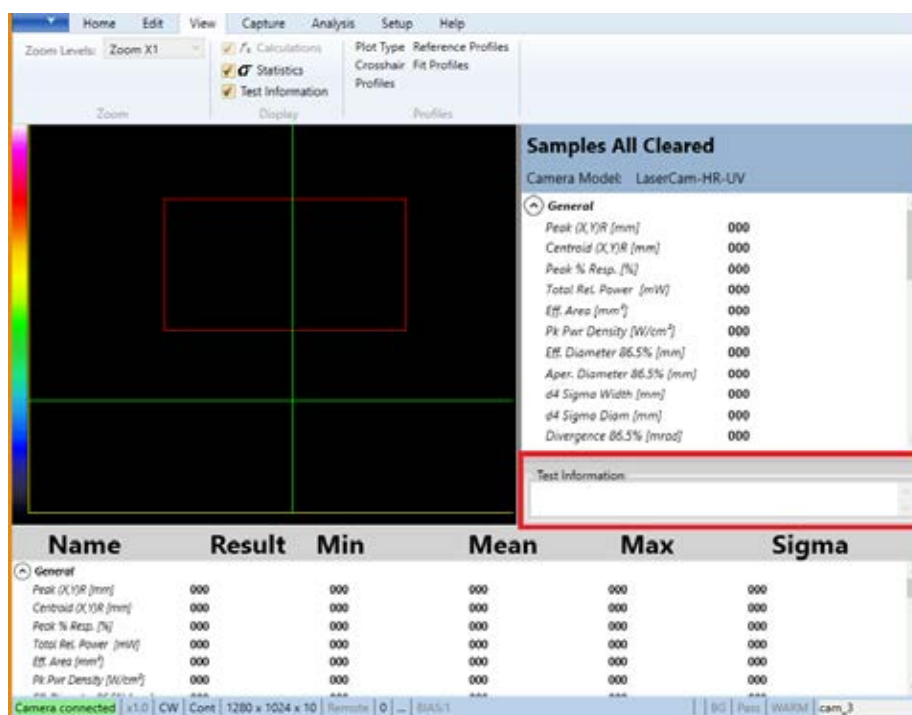 Home Edit View Capture Analysis Setup Help
Zoom Levels: Zoom X1
Calculations
σ Statistics
Test Information
Plot Type Reference Profiles
Crosshair Fit Profiles
Profiles
Zoom Display Profiles
Samples All Cleared
Camera Model: LaserCam-HR-UV
General
Peak (X,Y)R [mm] 000
Centroid (X,Y)R [mm] 000
Peak % Resp. [%] 000
Total Rel. Power [mW] 000
Eff. Area [mm²] 000
Pk Pwr Density [W/cm²] 000
Eff. Diameter 86.5% [mm] 000
Aper. Diameter 86.5% [mm] 000
d4 Sigma Width [mm] 000
d4 Sigma Diam [mm] 000
Divergence 86.5% [mrad] 000
Test Information
Name Result Min Mean Max Sigma
General
Peak (X,Y)R [mm] 000 000 000 000 000
Centroid (X,Y)R [mm] 000 000 000 000 000
Peak % Resp. [%] 000 000 000 000 000
Total Rel. Power [mW] 000 000 000 000 000
Eff. Area [mm²] 000 000 000 000 000
Pk Pwr Density [W/cm²] 000 000 000 000 000
Camera connected x1.0 CW Cont 1280 x 1024 x 10 Remote 0 ... BIAS:1 BG Pass WARM cam_3